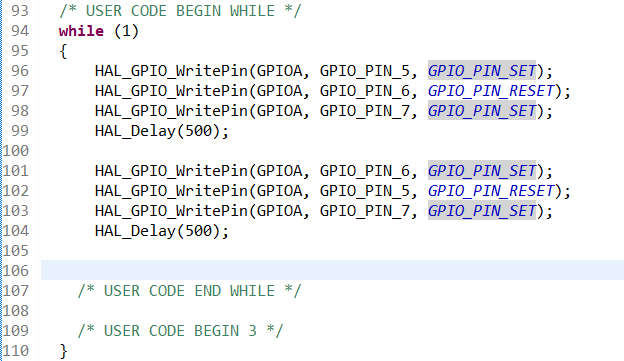 93 /* USER CODE BEGIN WHILE */
94 while (1)
95 {
96 HAL_GPIO_WritePin(GPIOA, GPIO_PIN_5, GPIO_PIN_SET);
97 HAL_GPIO_WritePin(GPIOA, GPIO_PIN_6, GPIO_PIN_RESET);
98 HAL_GPIO_WritePin(GPIOA, GPIO_PIN_7, GPIO_PIN_SET);
99 HAL_Delay(500);
100
101 HAL_GPIO_WritePin(GPIOA, GPIO_PIN_6, GPIO_PIN_SET);
102 HAL_GPIO_WritePin(GPIOA, GPIO_PIN_5, GPIO_PIN_RESET);
103 HAL_GPIO_WritePin(GPIOA, GPIO_PIN_7, GPIO_PIN_SET);
104 HAL_Delay(500);
105
106
107 /* USER CODE END WHILE */
108
109 /* USER CODE BEGIN 3 */
110 }